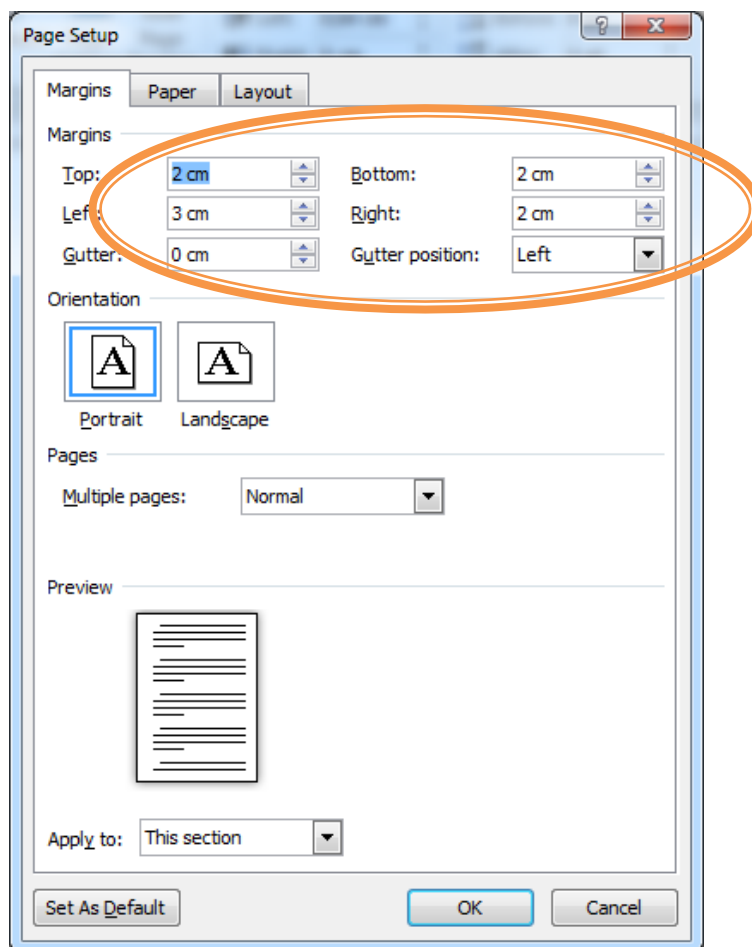 Page Setup
Margins Paper Layout
Margins
Top: 2 cm Bottom: 2 cm
Left: 3 cm Right: 2 cm
Gutter: 0 cm Gutter position: Left
Orientation
A A
Portrait Landscape
Pages
Multiple pages: Normal
Preview
Apply to: This section
Set As Default OK Cancel